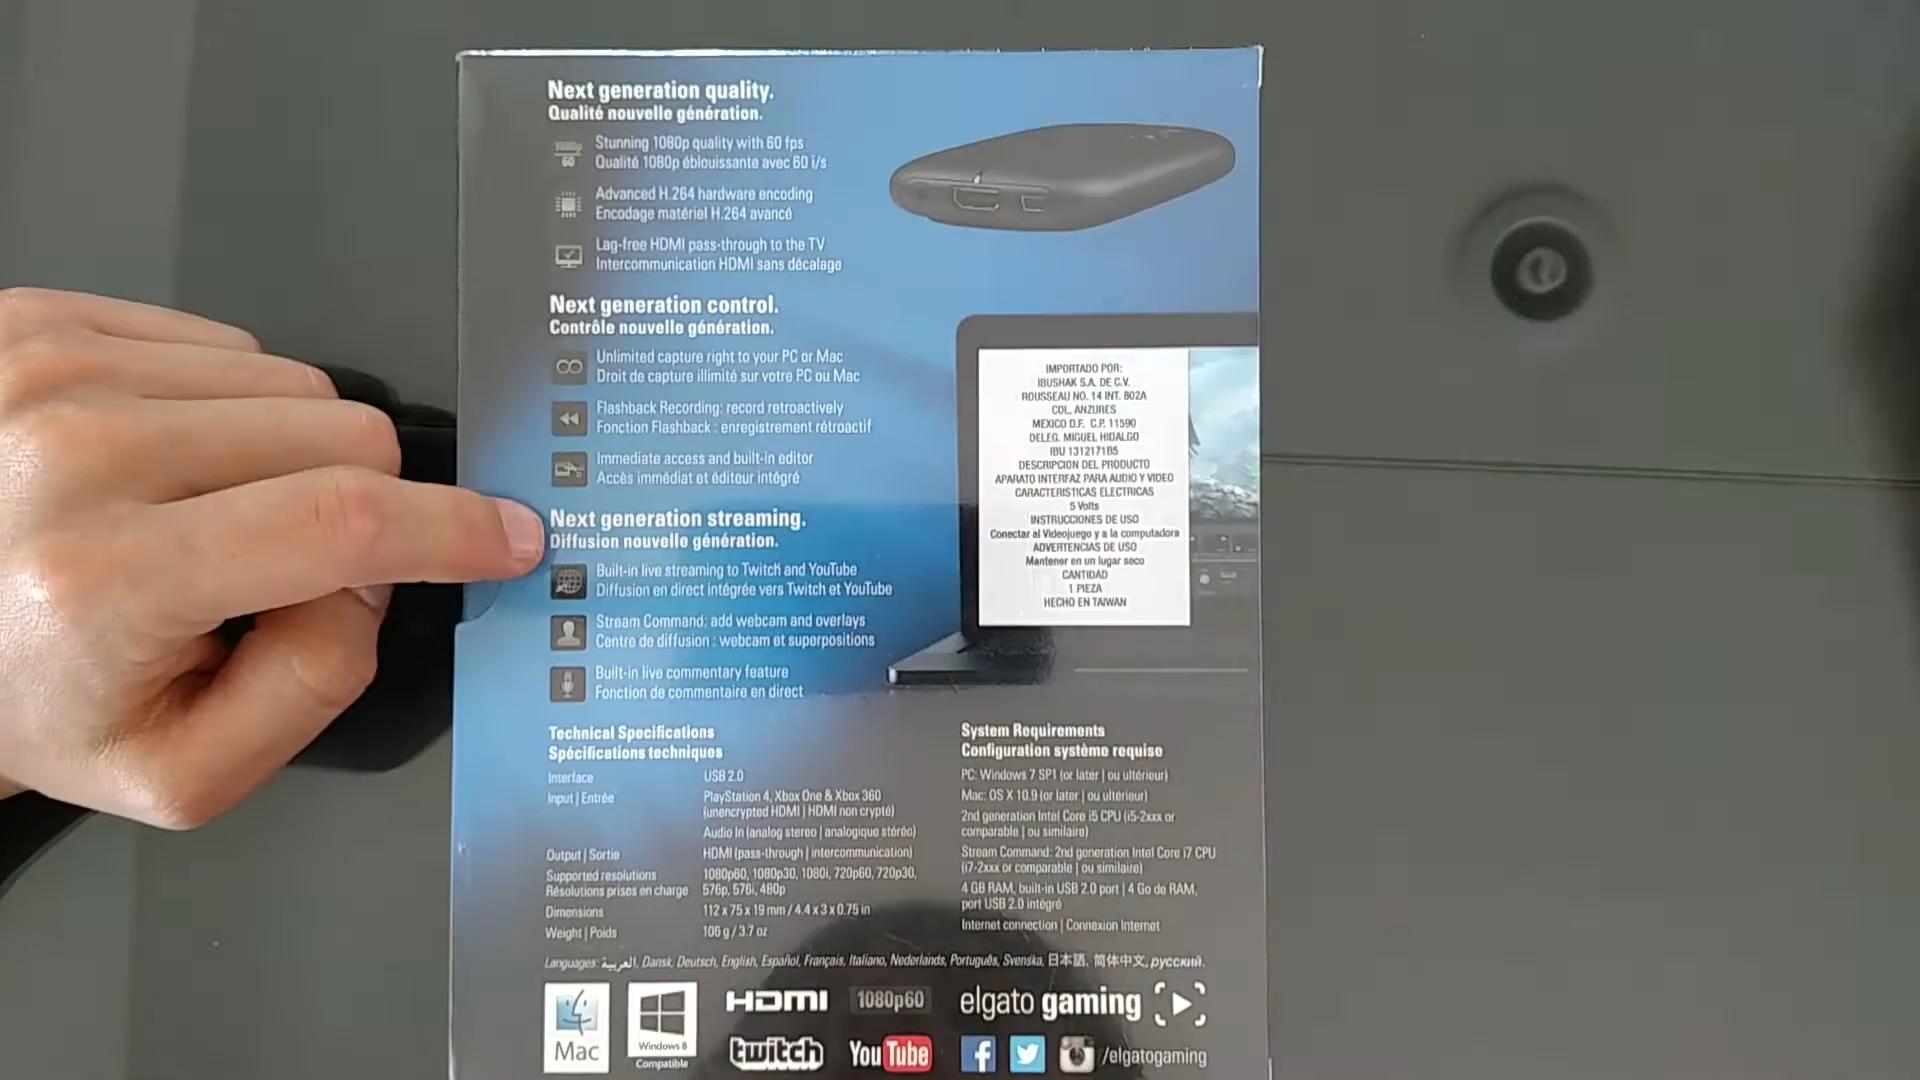 Next generation quality.
Qualité nouvelle génération.
1080p
60
Stunning 1080p quality with 60 fps
Qualité 1080p éblouissante avec 60 i/s
Advanced H.264 hardware encoding
Encodage matériel H.264 avancé
Lag-free HDMI pass-through to the TV
Intercommunication HDMI sans décalage
Next generation control.
Contrôle nouvelle génération.
Unlimited capture right to your PC or Mac
Droit de capture illimité sur votre PC ou Mac
Flashback Recording: record retroactively
Fonction Flashback : enregistrement rétroactif
Immediate access and built-in editor
Accès immédiat et éditeur intégré
Next generation streaming.
Diffusion nouvelle génération.
Built-in live streaming to Twitch and YouTube
Diffusion en direct intégrée vers Twitch et YouTube
Stream Command: add webcam and overlays
Centre de diffusion : webcam et superpositions
Built-in live commentary feature
Fonction de commentaire en direct
IMPORTADO POR:
IBUSHAK S.A. DE C.V.
ROUSSEAU NO. 14 INT. 802A
COL. ANZURES
MEXICO D.F. C.P. 11590
DELEG. MIGUEL HIDALGO
IBU 1312171B5
DESCRIPCION DEL PRODUCTO
APARATO INTERFAZ PARA AUDIO Y VIDEO
CARACTERISTICAS ELECTRICAS
5 Volts
INSTRUCCIONES DE USO
Conectar al Videojuego y a la computadora
ADVERTENCIAS DE USO
Mantener en un lugar seco
CANTIDAD
1 PIEZA
HECHO EN TAIWAN
Technical Specifications
Spécifications techniques
Interface USB 2.0
Input | Entrée PlayStation 4, Xbox One & Xbox 360
(unencrypted HDMI | HDMI non crypté)
Audio In (analog stereo | analogique stéréo)
Output | Sortie HDMI (pass-through | intercommunication)
Supported resolutions 1080p60, 1080p30, 1080i, 720p60, 720p30,
Résolutions prises en charge 576p, 576i, 480p
Dimensions 112 x 75 x 19 mm / 4.4 x 3 x 0.75 in
Weight | Poids 106 g / 3.7 oz
System Requirements
Configuration système requise
PC: Windows 7 SP1 (or later | ou ultérieur)
Mac: OS X 10.9 (or later | ou ultérieur)
2nd generation Intel Core i5 CPU (i5-2xxx or
comparable | ou similaire)
Stream Command: 2nd generation Intel Core i7 CPU
(i7-2xxx or comparable | ou similaire)
4 GB RAM, built-in USB 2.0 port | 4 Go de RAM,
port USB 2.0 intégré
Internet connection | Connexion Internet
Languages: العربية, Dansk, Deutsch, English, Español, Français, Italiano, Nederlands, Português, Svenska, 日本語, 简体中文, русский.
Mac
Windows 8
Compatible
HDMI
1080p60
elgato gaming
twitch
YouTube
/elgatogaming